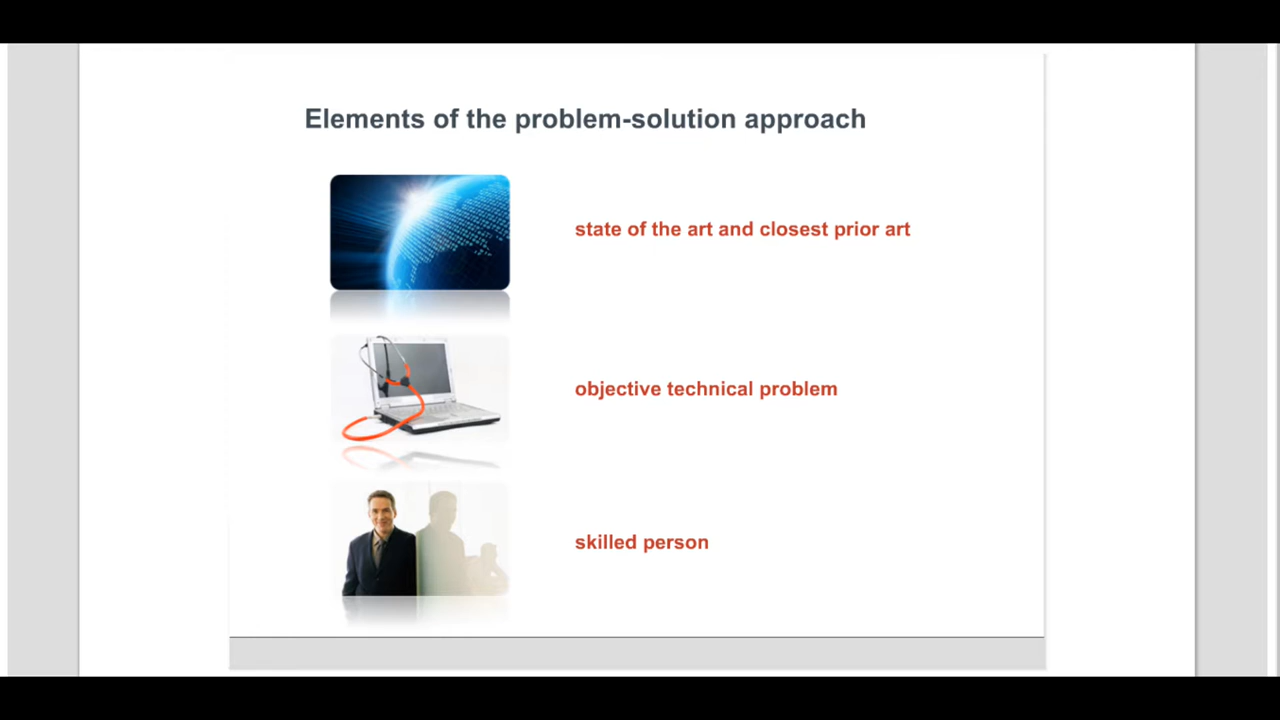 Elements of the problem-solution approach
state of the art and closest prior art
objective technical problem
skilled person